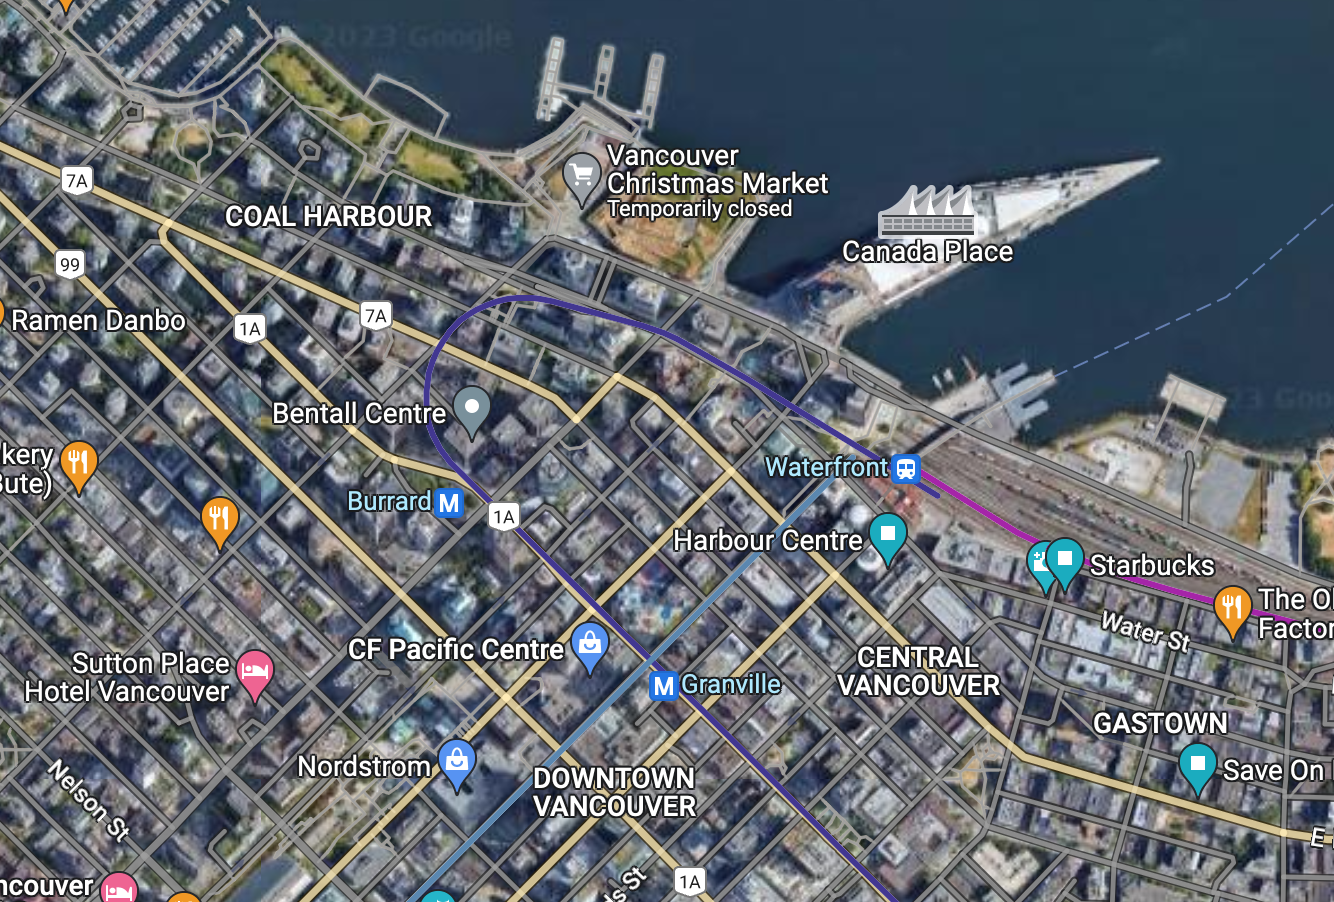 2023 Google
Vancouver
Christmas Market
Temporarily closed
7A
COAL HARBOUR
Canada Place
99
Ramen Danbo
1A
7A
Bentall Centre
kery
Bute)
Waterfront
Burrard
M
1A
Harbour Centre
Starbucks
The Ol
Factor
Water St
CF Pacific Centre
Sutton Place
Hotel Vancouver
M
Granville
CENTRAL
VANCOUVER
GASTOWN
Nordstrom
DOWNTOWN
VANCOUVER
Save On
Nelson St
E
1A
ncouver
ds St